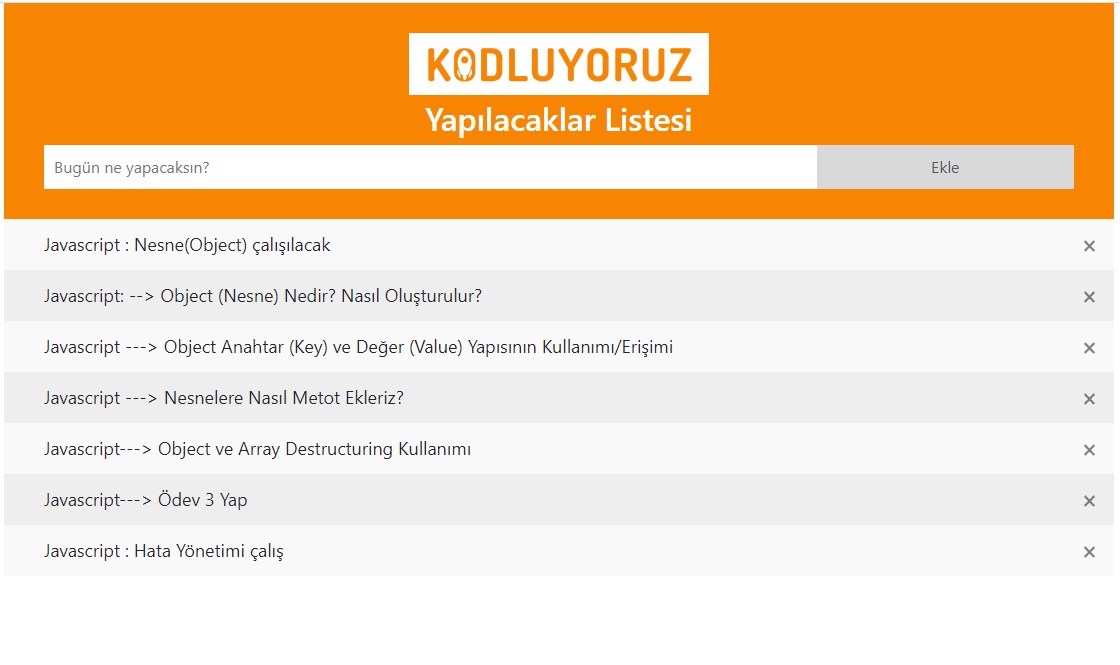 KODLUYORUZ
Yapılacaklar Listesi
Bugün ne yapacaksın?
Ekle
Javascript : Nesne(Object) çalışılacak
×
Javascript: --> Object (Nesne) Nedir? Nasıl Oluşturulur?
×
Javascript ---> Object Anahtar (Key) ve Değer (Value) Yapısının Kullanımı/Erişimi
×
Javascript ---> Nesnelere Nasıl Metot Ekleriz?
×
Javascript---> Object ve Array Destructuring Kullanımı
×
Javascript---> Ödev 3 Yap
×
Javascript : Hata Yönetimi çalış
×